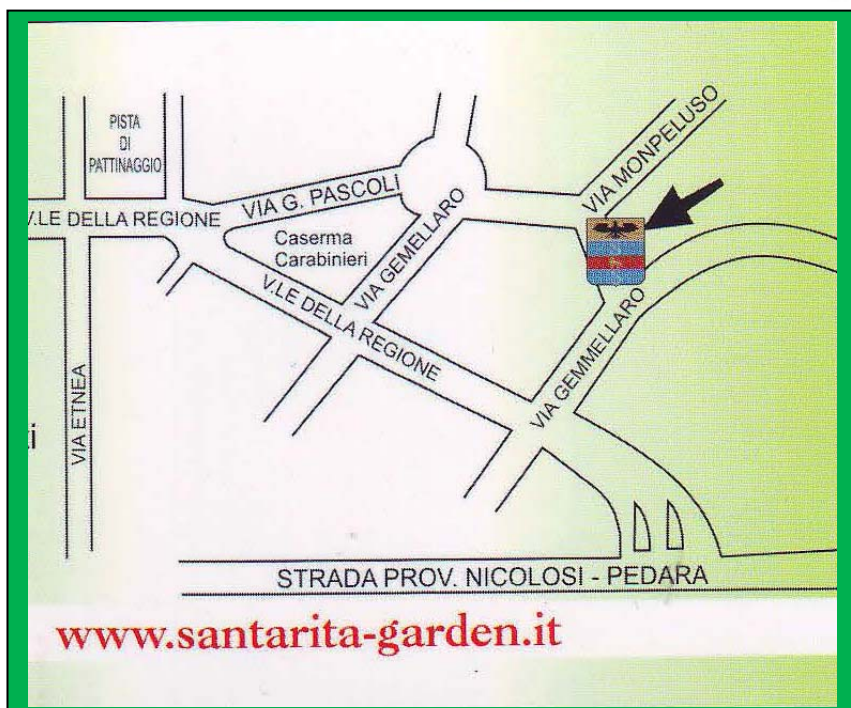 PISTA
DI
PATTINAGGIO
VIA MONPELUSO
VIA G. PASCOLI
V.LE DELLA REGIONE
VIA GEMELLARO
Caserma
Carabinieri
V.LE DELLA REGIONE
VIA GEMMELLARO
VIA ETNEA
ti
STRADA PROV. NICOLOSI - PEDARA
www.santarita-garden.it